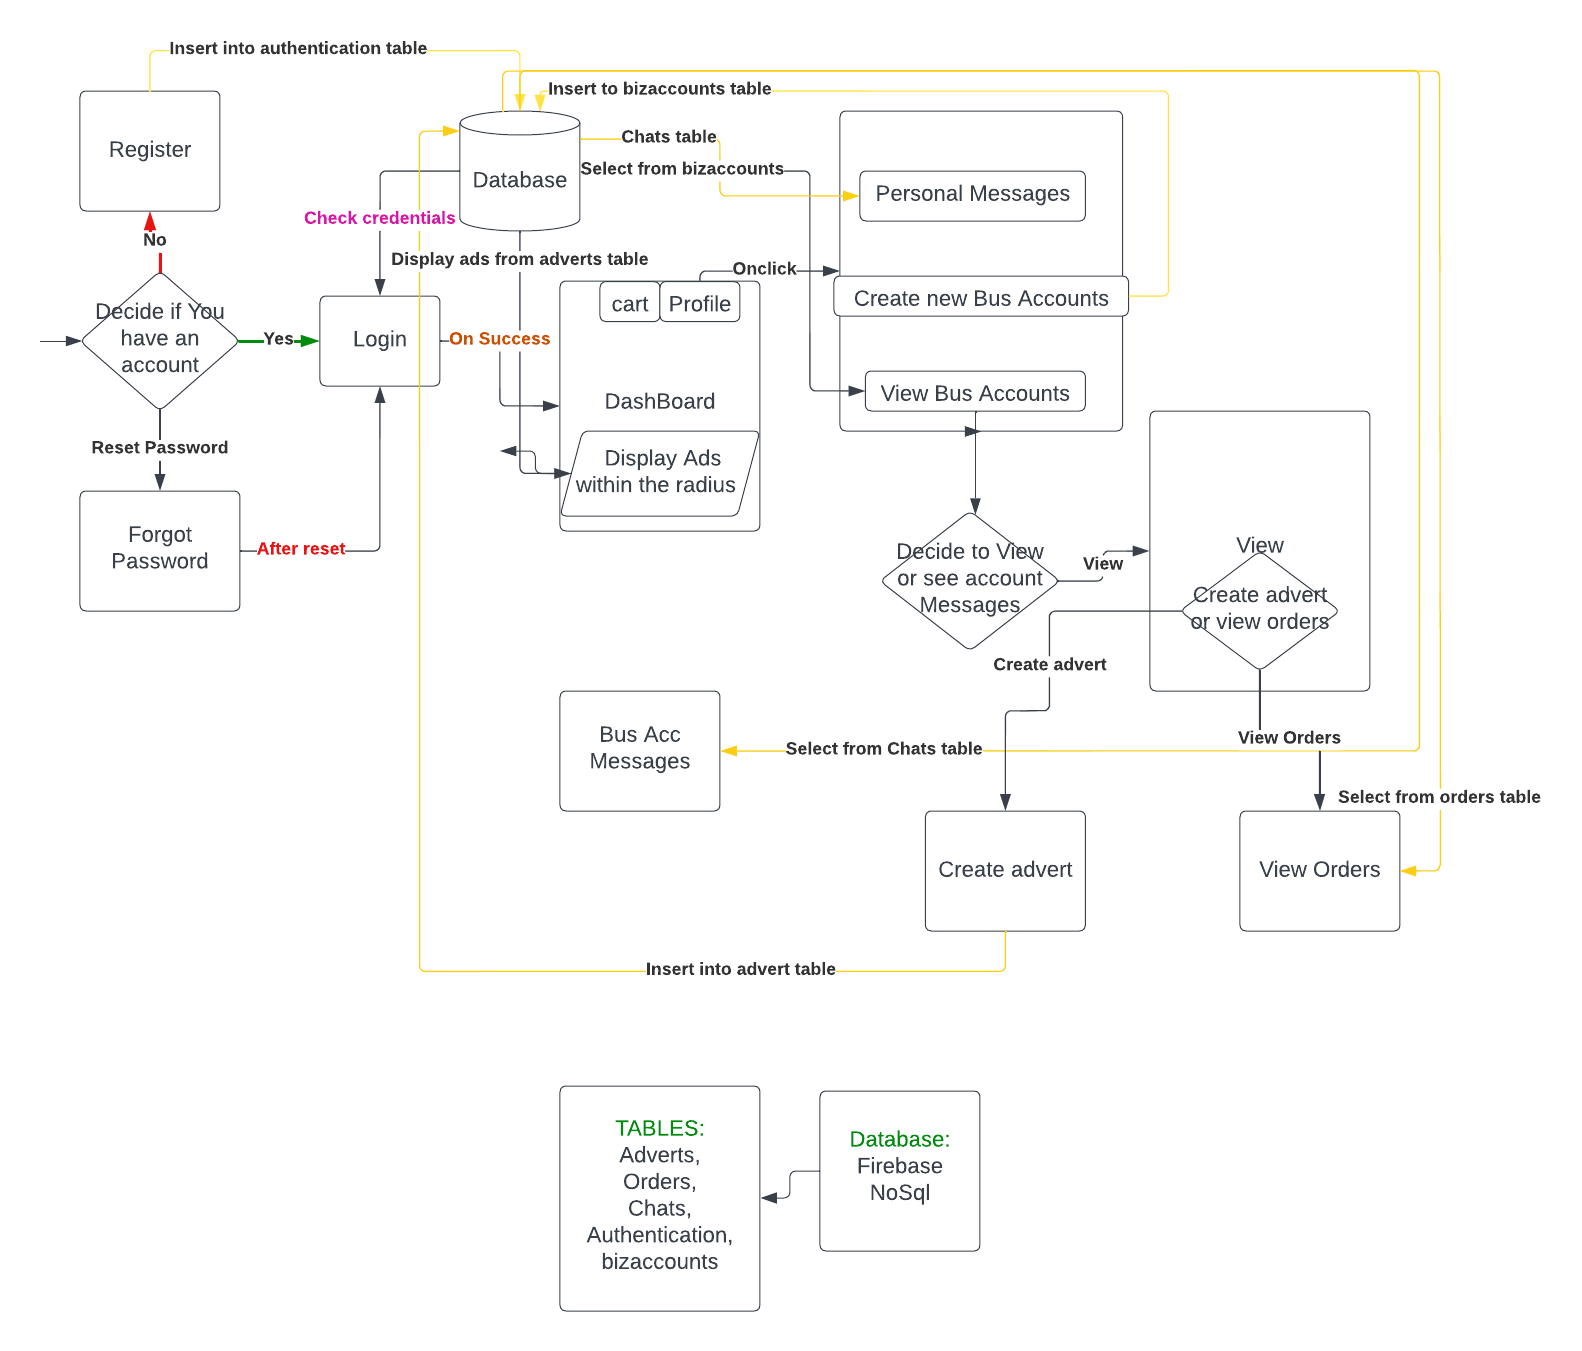 Insert into authentication table
Insert to bizaccounts table
Register
Chats table
Select from bizaccounts
Database
Personal Messages
Check credentials
No
Display ads from adverts table
Onclick
cart
Profile
Create new Bus Accounts
Decide if You
have an
account
Yes
Login
On Success
DashBoard
View Bus Accounts
Reset Password
Display Ads
within the radius
Forgot
Password
After reset
Decide to View
or see account
Messages
View
View
Create advert
or view orders
Create advert
Bus Acc
Messages
Select from Chats table
View Orders
Select from orders table
Create advert
View Orders
Insert into advert table
TABLES:
Adverts,
Orders,
Chats,
Authentication,
bizaccounts
Database:
Firebase
NoSql